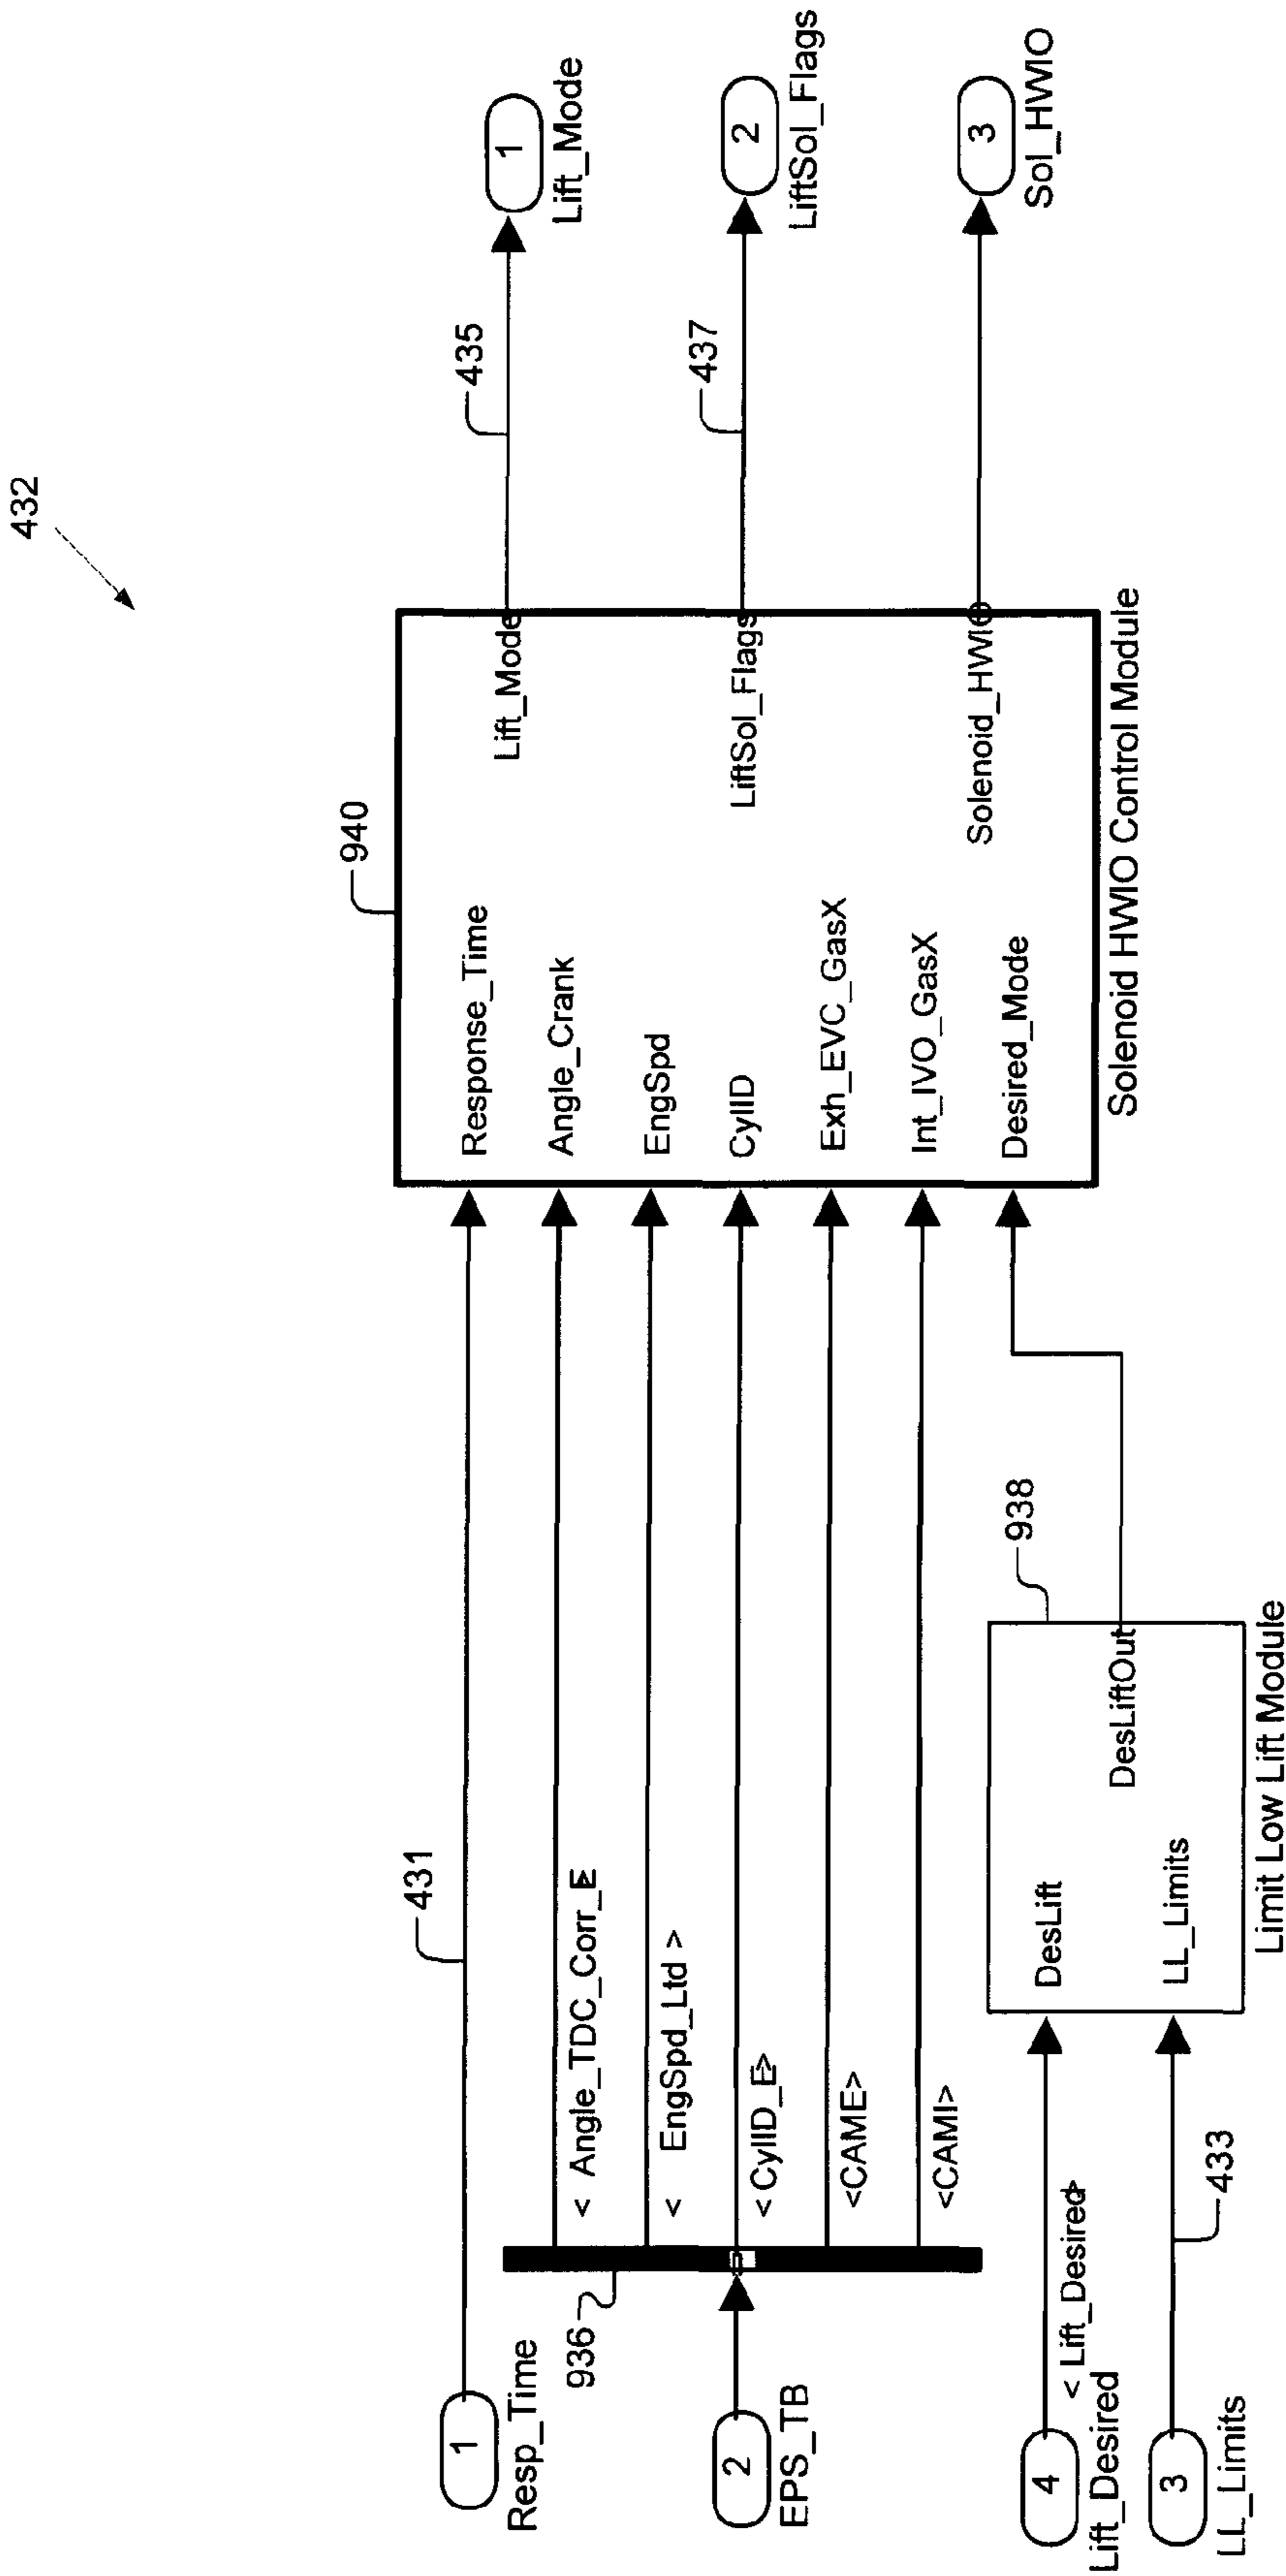 432
1
Resp_Time
431
2
EPS_TB
936
< Angle_TDC_Corr_E>
< EngSpd_Ltd >
< CylID_E>
<CAME>
<CAMI>
4
Lift_Desired
< Lift_Desired>
3
LL_Limits
433
DesLift
LL_Limits
DesLiftOut
938
Limit Low Lift Module
940
Response_Time
Angle_Crank
EngSpd
CylID
Exh_EVC_GasX
Int_IVO_GasX
Desired_Mode
Lift_Mode
LiftSol_Flags
Solenoid_HWIO
Solenoid HWIO Control Module
435
1
Lift_Mode
437
2
LiftSol_Flags
3
Sol_HWIO